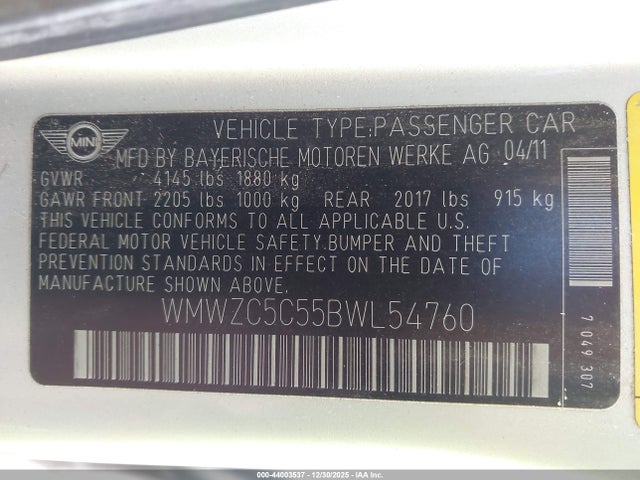 MINI
VEHICLE TYPE:PASSENGER CAR
MFD BY BAYERISCHE MOTOREN WERKE AG 04/11
GVWR 4145 lbs 1880 kg
GAWR FRONT 2205 lbs 1000 kg REAR 2017 lbs 915 kg
THIS VEHICLE CONFORMS TO ALL APPLICABLE U.S.
FEDERAL MOTOR VEHICLE SAFETY.BUMPER AND THEFT
PREVENTION STANDARDS IN EFFECT ON THE DATE OF
MANUFACTURE SHOWN ABOVE.
WMWZC5C55BWL54760
7 049 307
000-44003537 - 12/30/2025 - IAA, LLC.